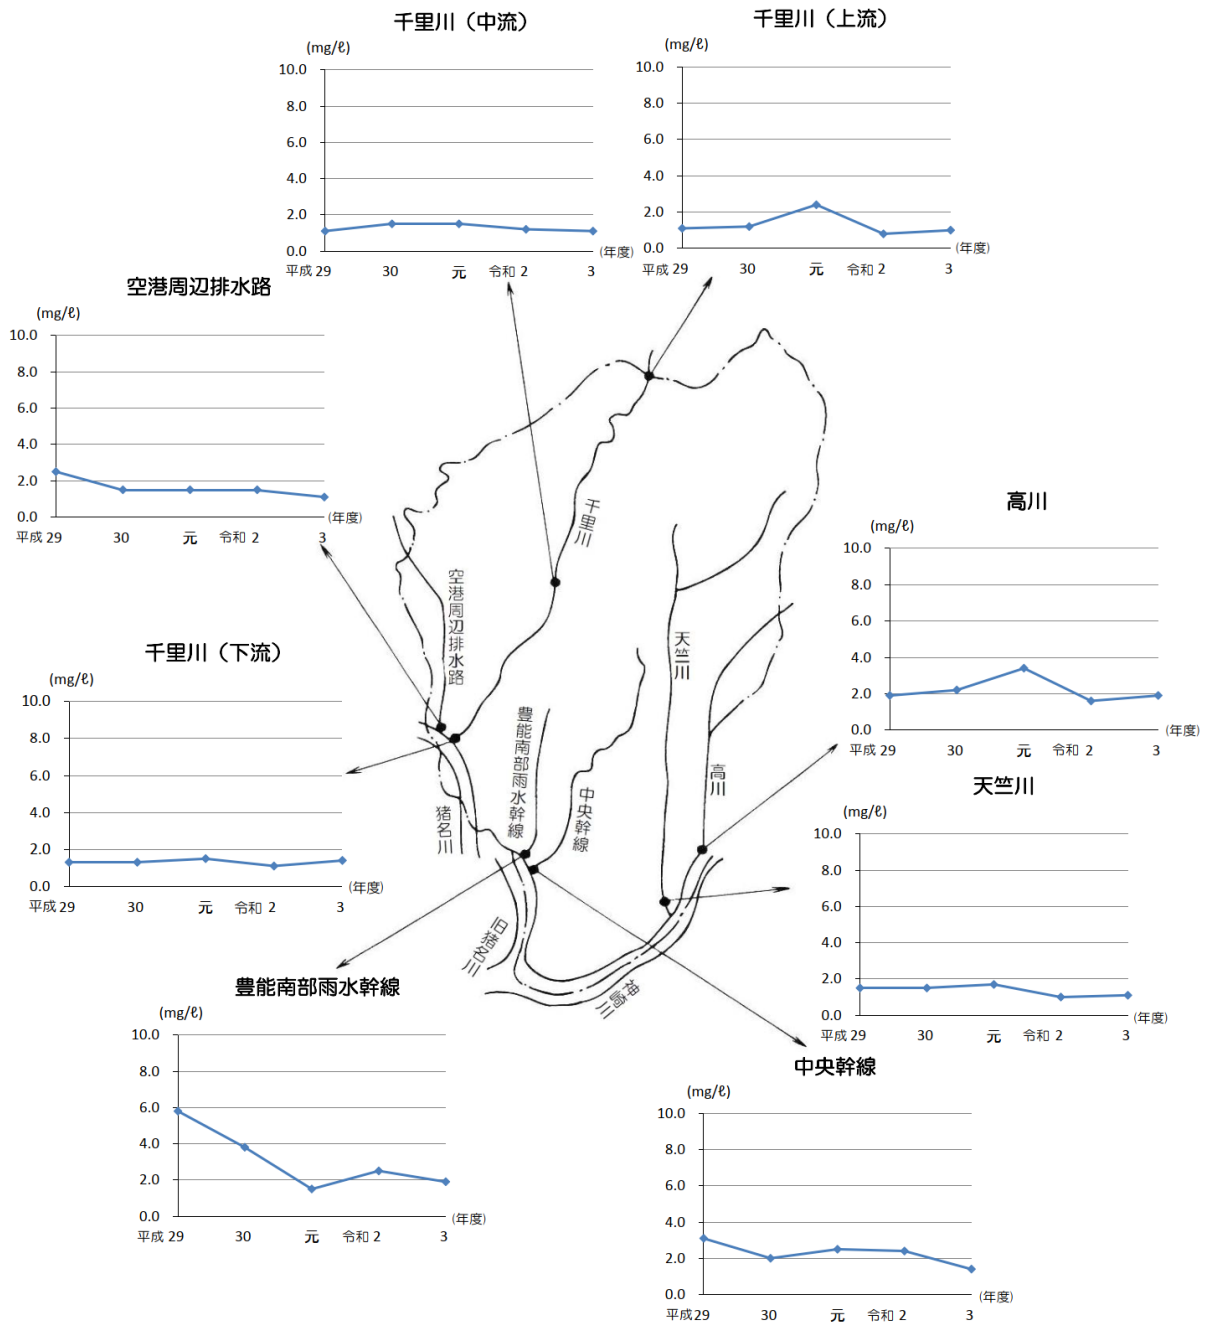 千里川（中流）
(mg/ℓ)
10.0
8.0
6.0
4.0
2.0
0.0
(年度)
平成 29 30 元 令和 2 3
千里川（上流）
(mg/ℓ)
10.0
8.0
6.0
4.0
2.0
0.0
(年度)
平成 29 30 元 令和 2 3
空港周辺排水路
(mg/ℓ)
10.0
8.0
6.0
4.0
2.0
0.0
(年度)
平成 29 30 元 令和 2 3
千里川
空港周辺排水路
天竺川
豊能南部雨水幹線
中央幹線
高川
猪名川
旧猪名川
神崎川
高川
(mg/ℓ)
10.0
8.0
6.0
4.0
2.0
0.0
(年度)
平成 29 30 元 令和 2 3
千里川（下流）
(mg/ℓ)
10.0
8.0
6.0
4.0
2.0
0.0
(年度)
平成 29 30 元 令和 2 3
天竺川
(mg/ℓ)
10.0
8.0
6.0
4.0
2.0
0.0
(年度)
平成 29 30 元 令和 2 3
豊能南部雨水幹線
(mg/ℓ)
10.0
8.0
6.0
4.0
2.0
0.0
(年度)
平成 29 30 元 令和 2 3
中央幹線
(mg/ℓ)
10.0
8.0
6.0
4.0
2.0
0.0
(年度)
平成 29 30 元 令和 2 3